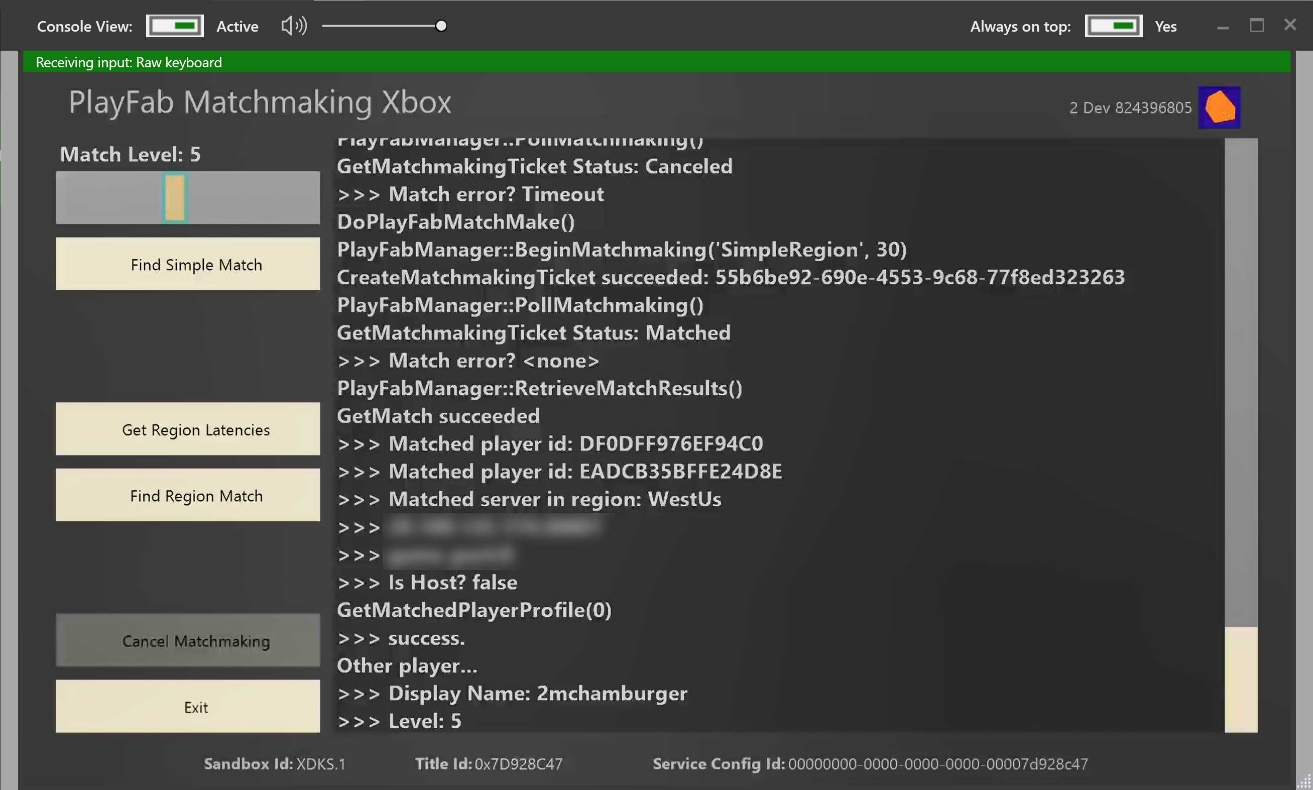 Console View: Active Always on top: Yes
Receiving input: Raw keyboard
PlayFab Matchmaking Xbox
2 Dev 824396805
Match Level: 5
Find Simple Match
Get Region Latencies
Find Region Match
Cancel Matchmaking
Exit
PlayFabManager::PollMatchmaking()
GetMatchmakingTicket Status: Canceled
>>> Match error? Timeout
DoPlayFabMatchMake()
PlayFabManager::BeginMatchmaking('SimpleRegion', 30)
CreateMatchmakingTicket succeeded: 55b6be92-690e-4553-9c68-77f8ed323263
PlayFabManager::PollMatchmaking()
GetMatchmakingTicket Status: Matched
>>> Match error? <none>
PlayFabManager::RetrieveMatchResults()
GetMatch succeeded
>>> Matched player id: DF0DFF976EF94C0
>>> Matched player id: EADCB35BFFE24D8E
>>> Matched server in region: WestUs
>>>
>>>
>>> Is Host? false
GetMatchedPlayerProfile(0)
>>> success.
Other player...
>>> Display Name: 2mchamburger
>>> Level: 5
Sandbox Id: XDKS.1 Title Id: 0x7D928C47 Service Config Id: 00000000-0000-0000-0000-00007d928c47